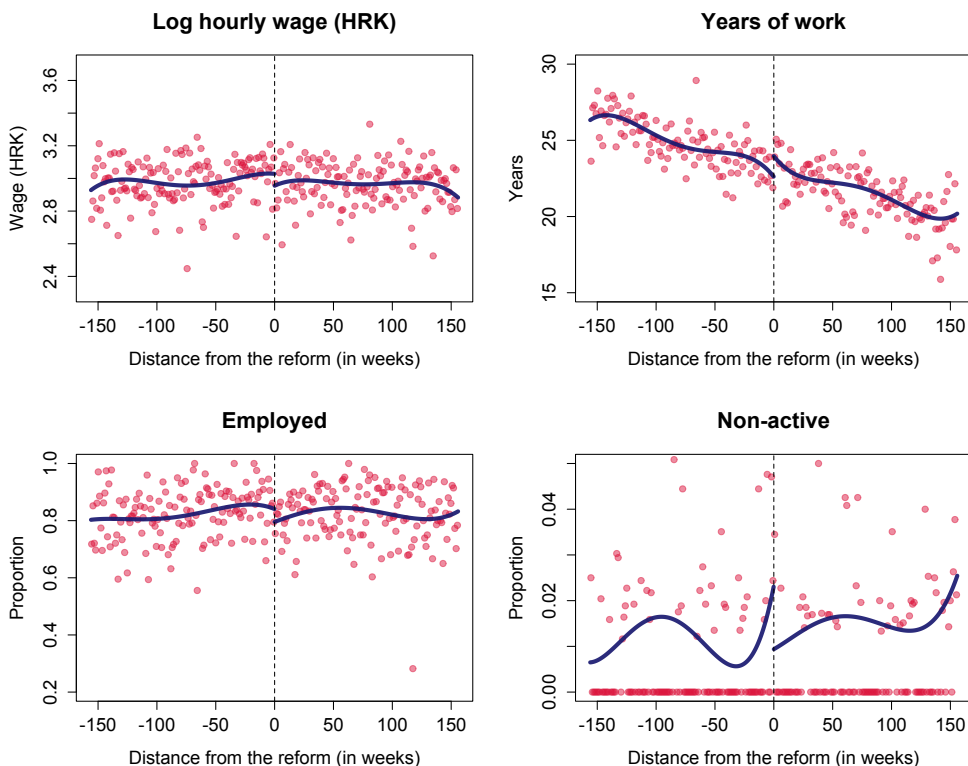 Log hourly wage (HRK)
Wage (HRK)
3.6
3.2
2.8
2.4
-150 -100 -50 0 50 100 150
Distance from the reform (in weeks)
Years of work
Years
30
25
20
15
-150 -100 -50 0 50 100 150
Distance from the reform (in weeks)
Employed
Proportion
1.0
0.8
0.6
0.4
0.2
-150 -100 -50 0 50 100 150
Distance from the reform (in weeks)
Non-active
Proportion
0.04
0.02
0.00
-150 -100 -50 0 50 100 150
Distance from the reform (in weeks)